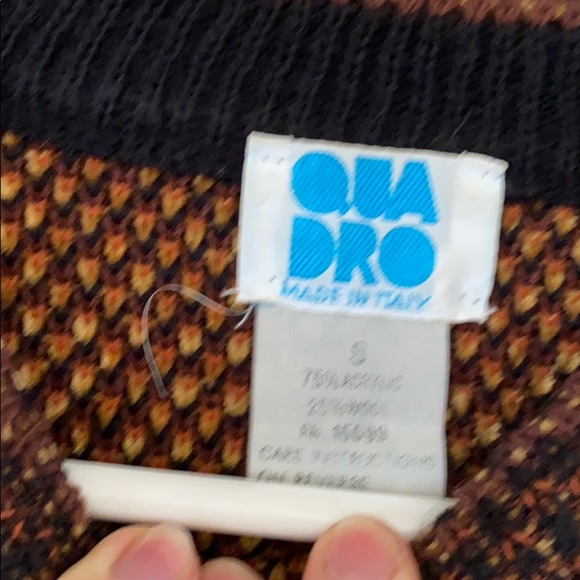 QUA
DRO
MADE IN ITALY
S
75% ACRYLIC
25% WOOL
CARE INSTRUCTIONS
ON REVERSE